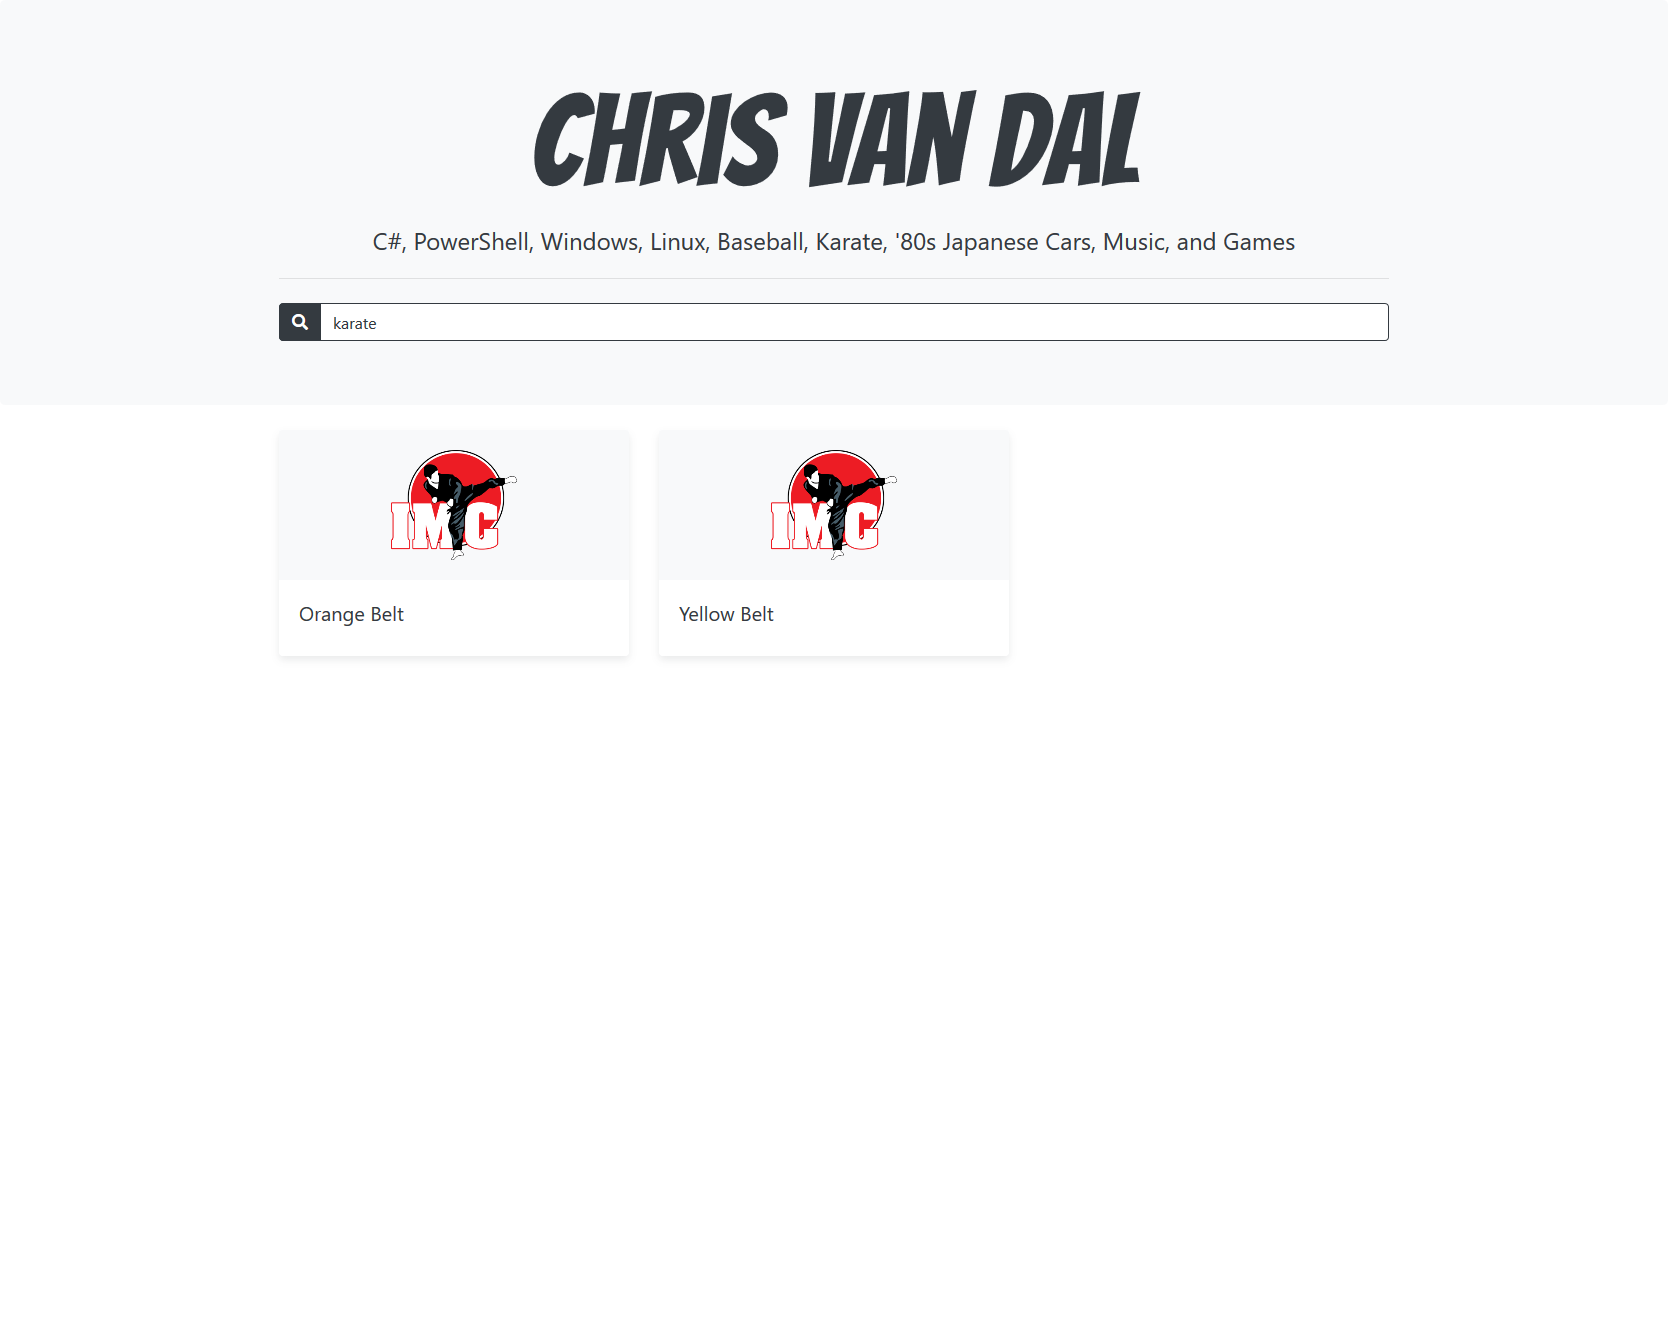 CHRIS VAN DAL
C#, PowerShell, Windows, Linux, Baseball, Karate, '80s Japanese Cars, Music, and Games
karate
IMC
IMC
Orange Belt
Yellow Belt